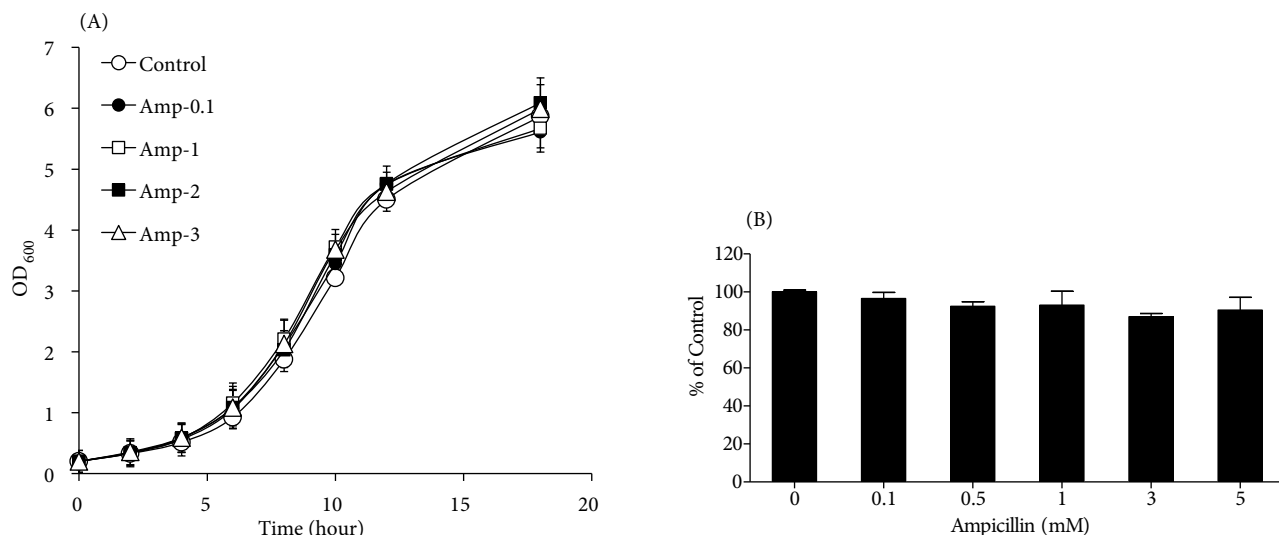 (A)
7
6
5
4
3
2
1
0
OD600
Control
Amp-0.1
Amp-1
Amp-2
Amp-3
0 5 10 15 20
Time (hour)
(B)
120
100
80
60
40
20
0
% of Control
0 0.1 0.5 1 3 5
Ampicillin (mM)